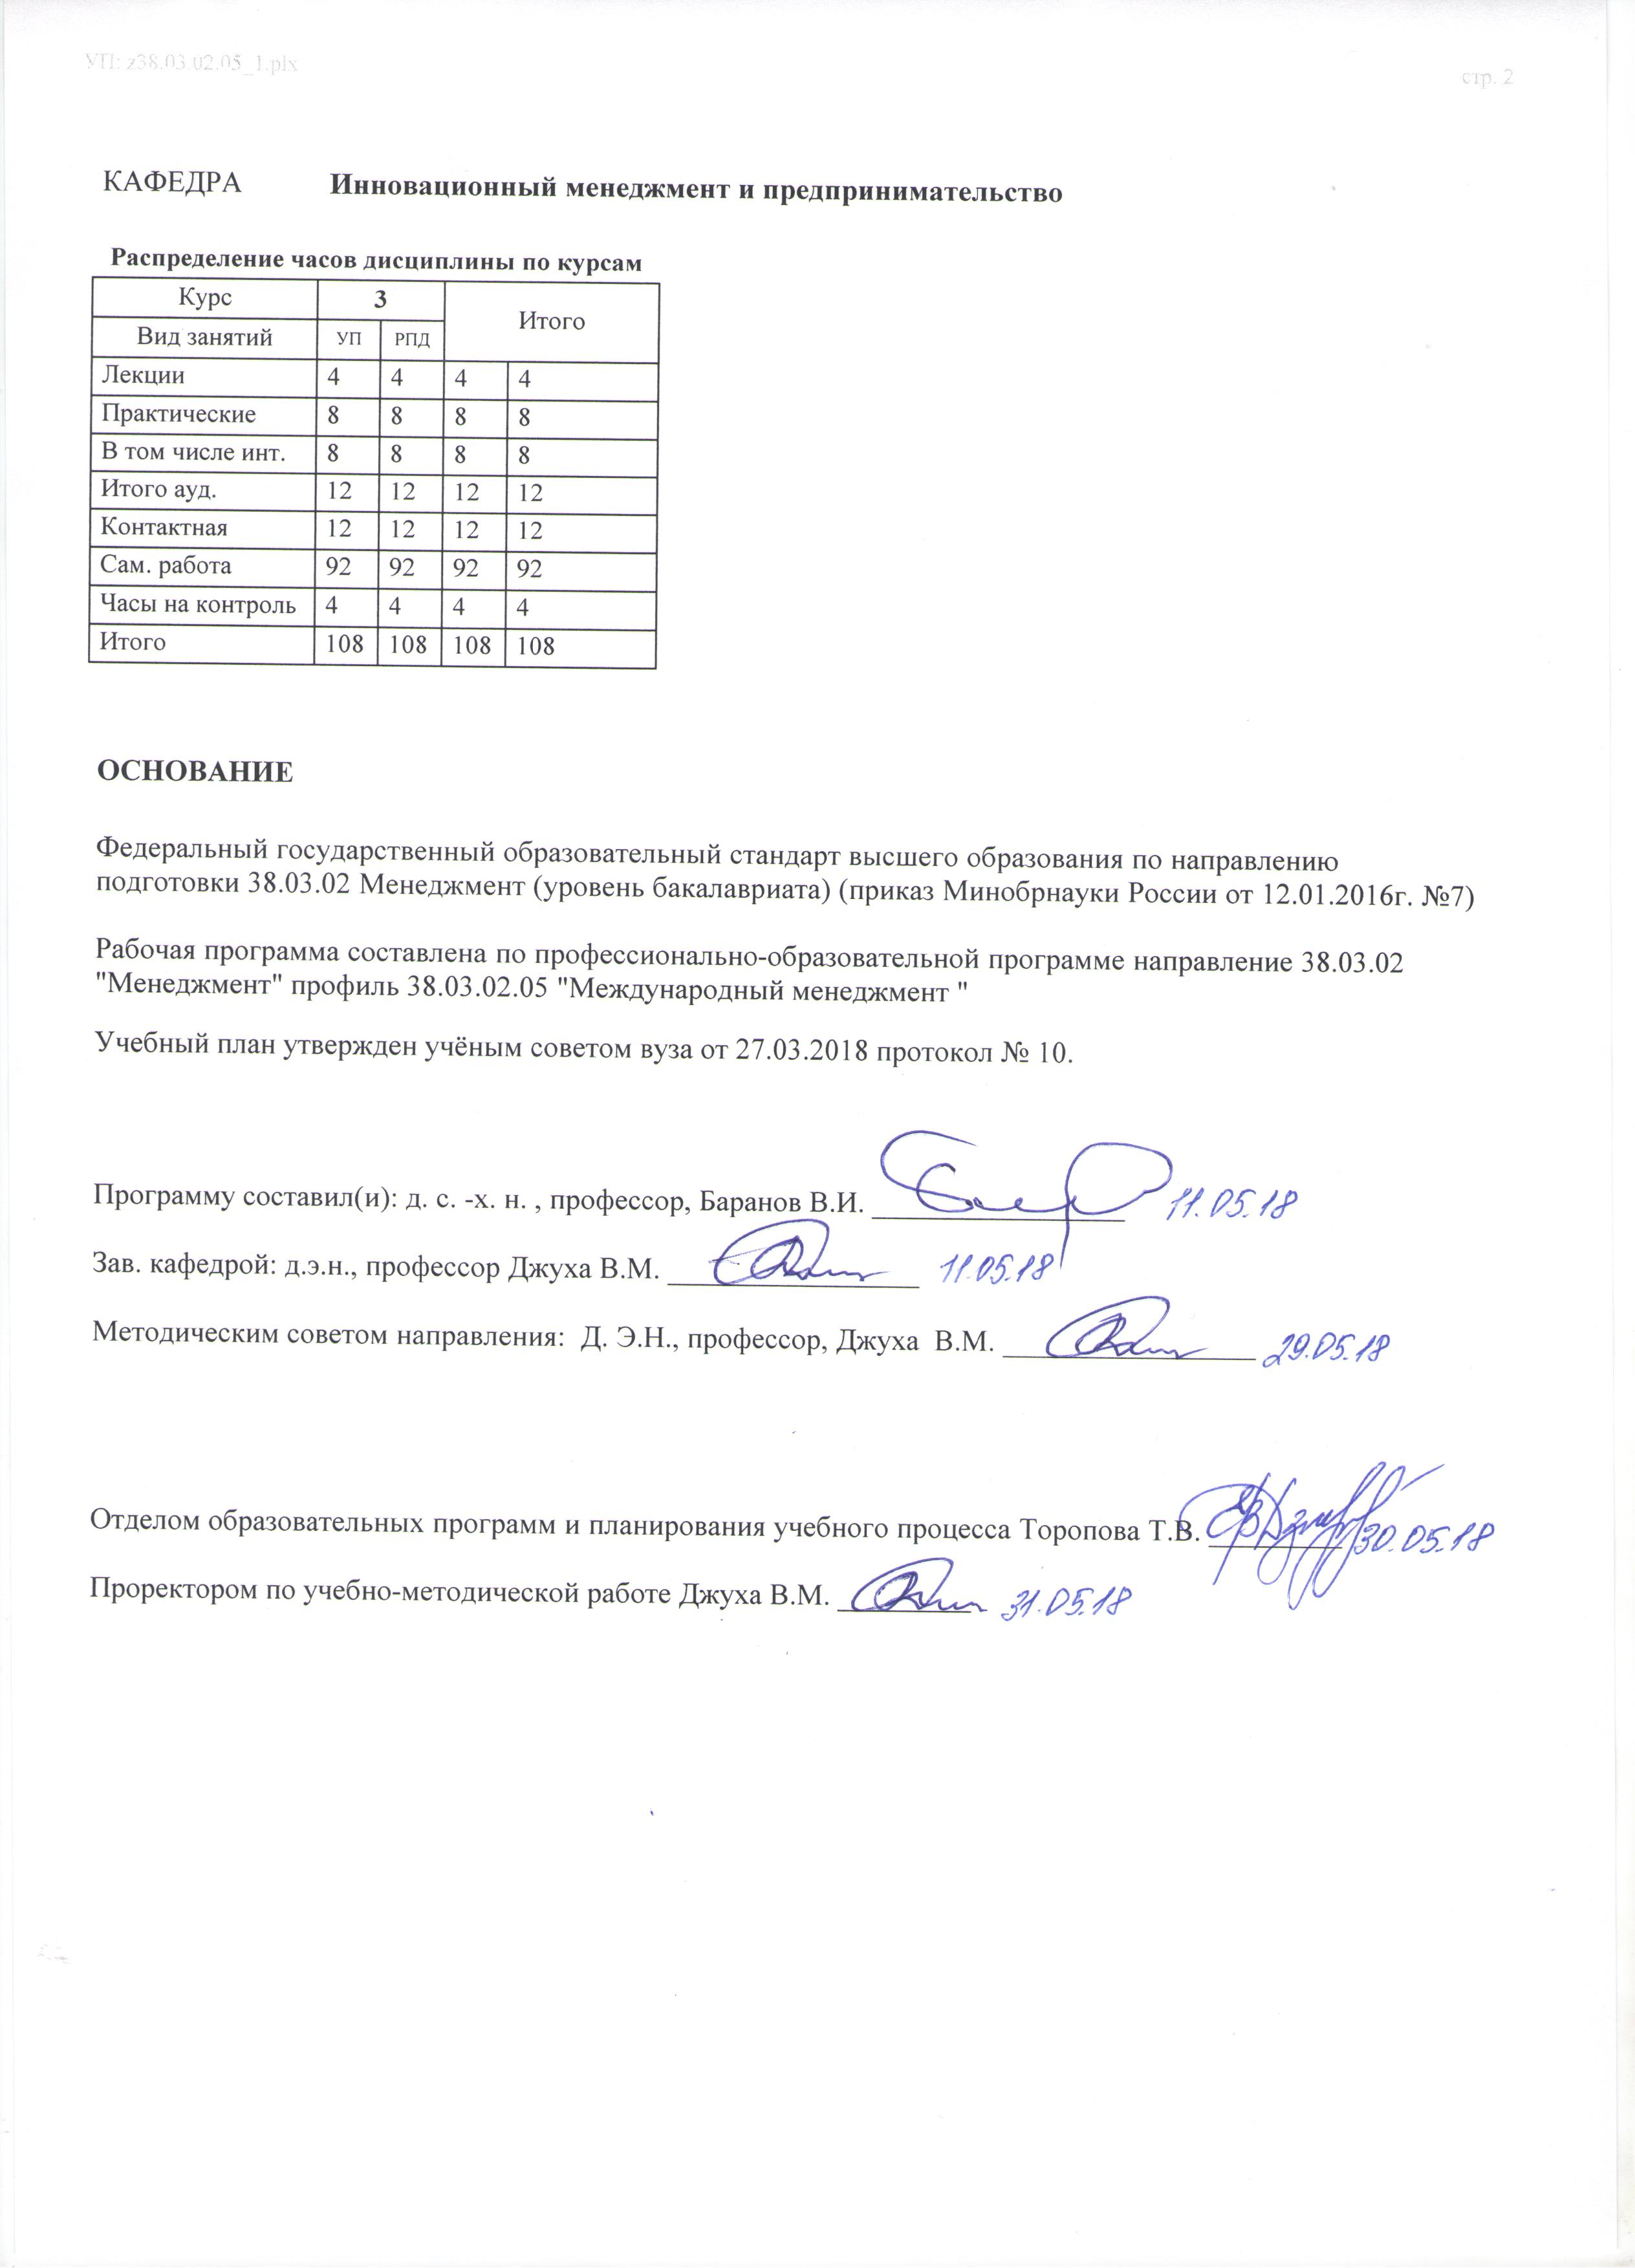 УП: z38.03.02.05_1.plx
стр. 2
КАФЕДРА Инновационный менеджмент и предпринимательство
Распределение часов дисциплины по курсам
Курс 3 Итого
Вид занятий УП РПД
Лекции 4 4 4 4
Практические 8 8 8 8
В том числе инт. 8 8 8 8
Итого ауд. 12 12 12 12
Контактная 12 12 12 12
Сам. работа 92 92 92 92
Часы на контроль 4 4 4 4
Итого 108 108 108 108
ОСНОВАНИЕ
Федеральный государственный образовательный стандарт высшего образования по направлению
подготовки 38.03.02 Менеджмент (уровень бакалавриата) (приказ Минобрнауки России от 12.01.2016г. №7)
Рабочая программа составлена по профессионально-образовательной программе направление 38.03.02
"Менеджмент" профиль 38.03.02.05 "Международный менеджмент "
Учебный план утвержден учёным советом вуза от 27.03.2018 протокол № 10.
Программу составил(и): д. с. -х. н. , профессор, Баранов В.И. 11.05.18
Зав. кафедрой: д.э.н., профессор Джуха В.М. 11.05.18
Методическим советом направления: Д. Э.Н., профессор, Джуха В.М. 29.05.18
Отделом образовательных программ и планирования учебного процесса Торопова Т.В. 30.05.18
Проректором по учебно-методической работе Джуха В.М. 31.05.18